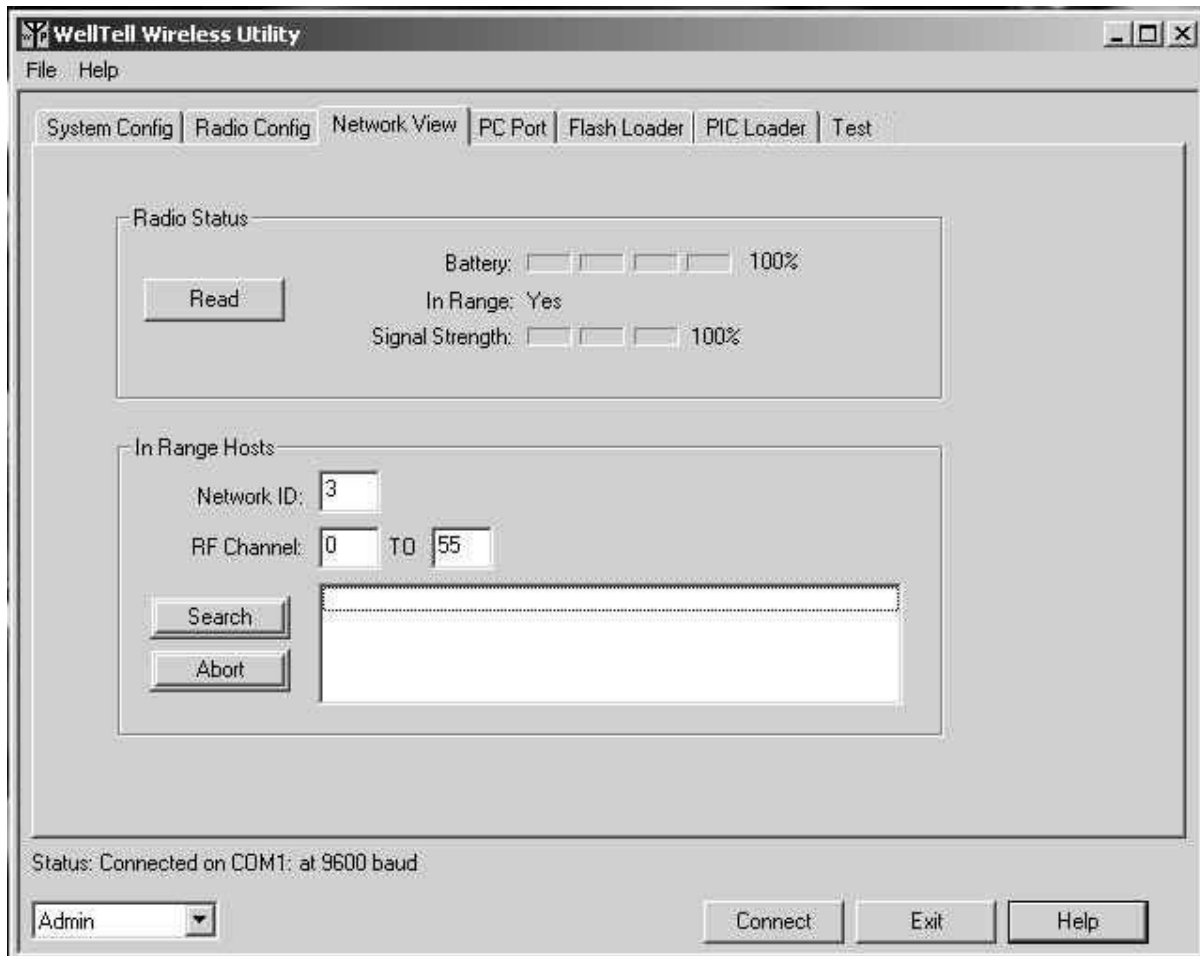 WellTell Wireless Utility
File Help
System Config Radio Config Network View PC Port Flash Loader PIC Loader Test
Radio Status
Read
Battery: 100%
In Range: Yes
Signal Strength: 100%
In Range Hosts
Network ID: 3
RF Channel: 0 TO 55
Search
Abort
Status: Connected on COM1: at 9600 baud
Admin Connect Exit Help